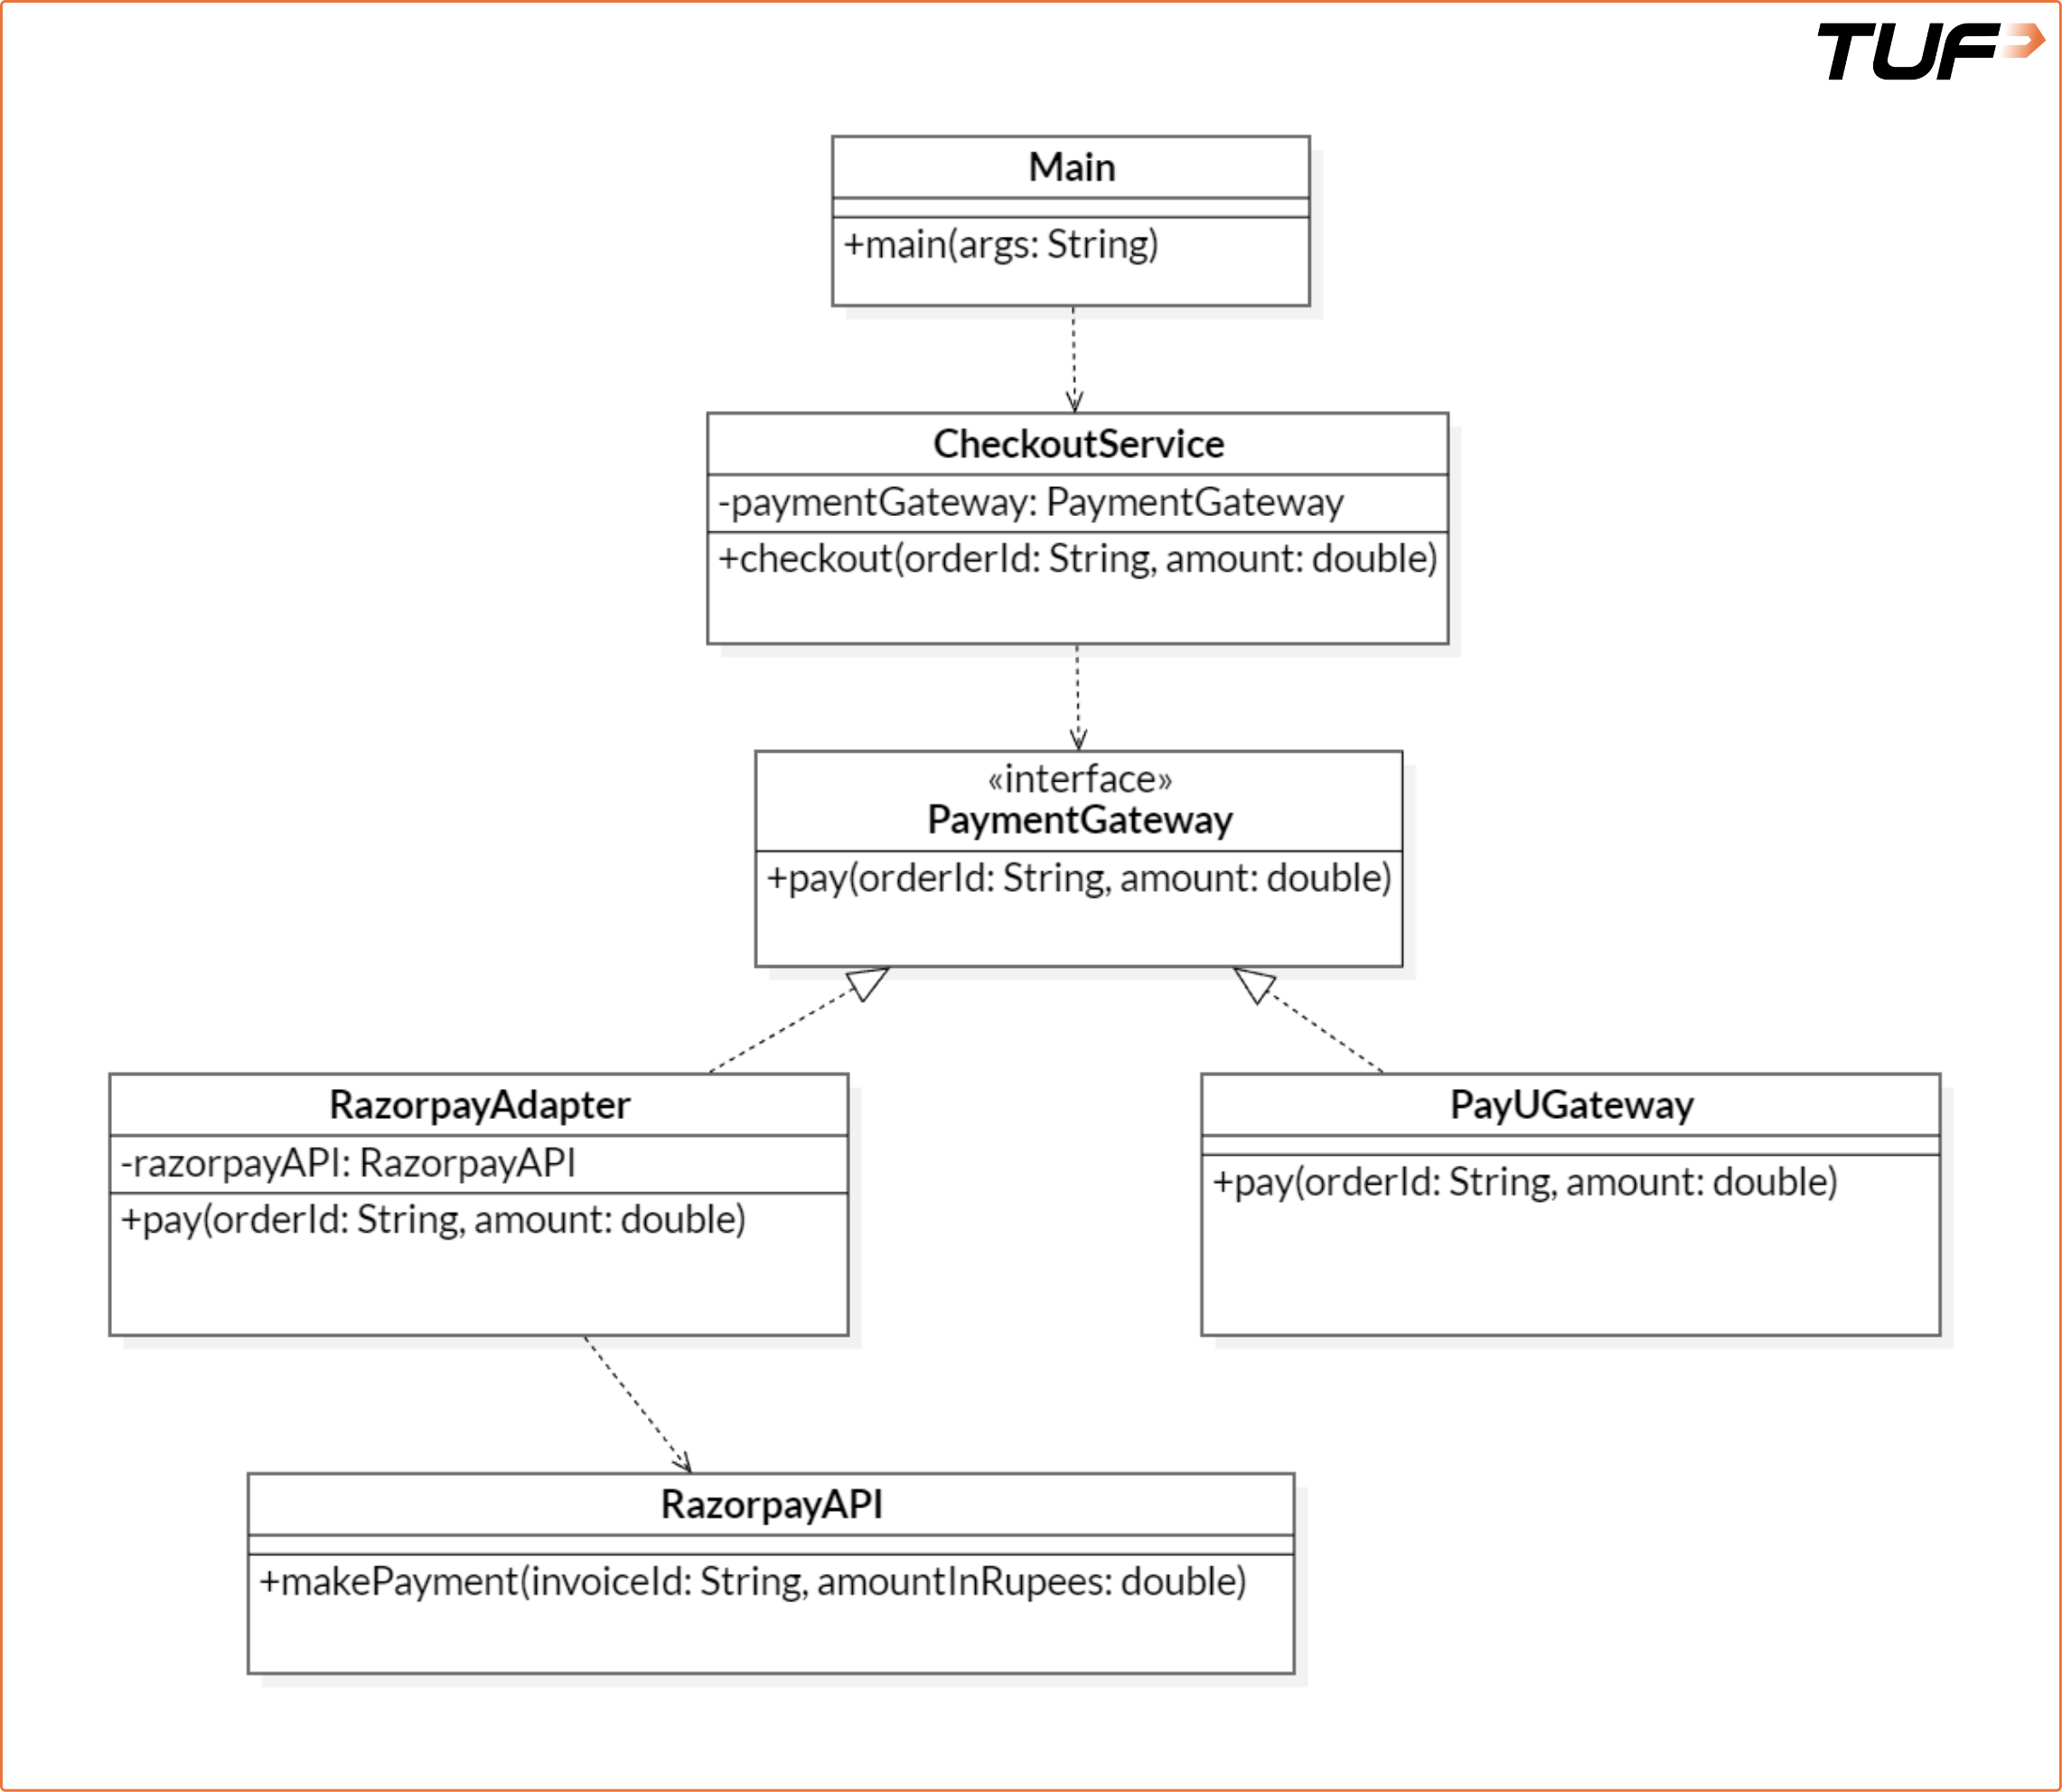 TUF
Main
+main(args: String)
CheckoutService
-paymentGateway: PaymentGateway
+checkout(orderId: String, amount: double)
«interface»
PaymentGateway
+pay(orderId: String, amount: double)
RazorpayAdapter
-razorpayAPI: RazorpayAPI
+pay(orderId: String, amount: double)
PayUGateway
+pay(orderId: String, amount: double)
RazorpayAPI
+makePayment(invoiceId: String, amountInRupees: double)